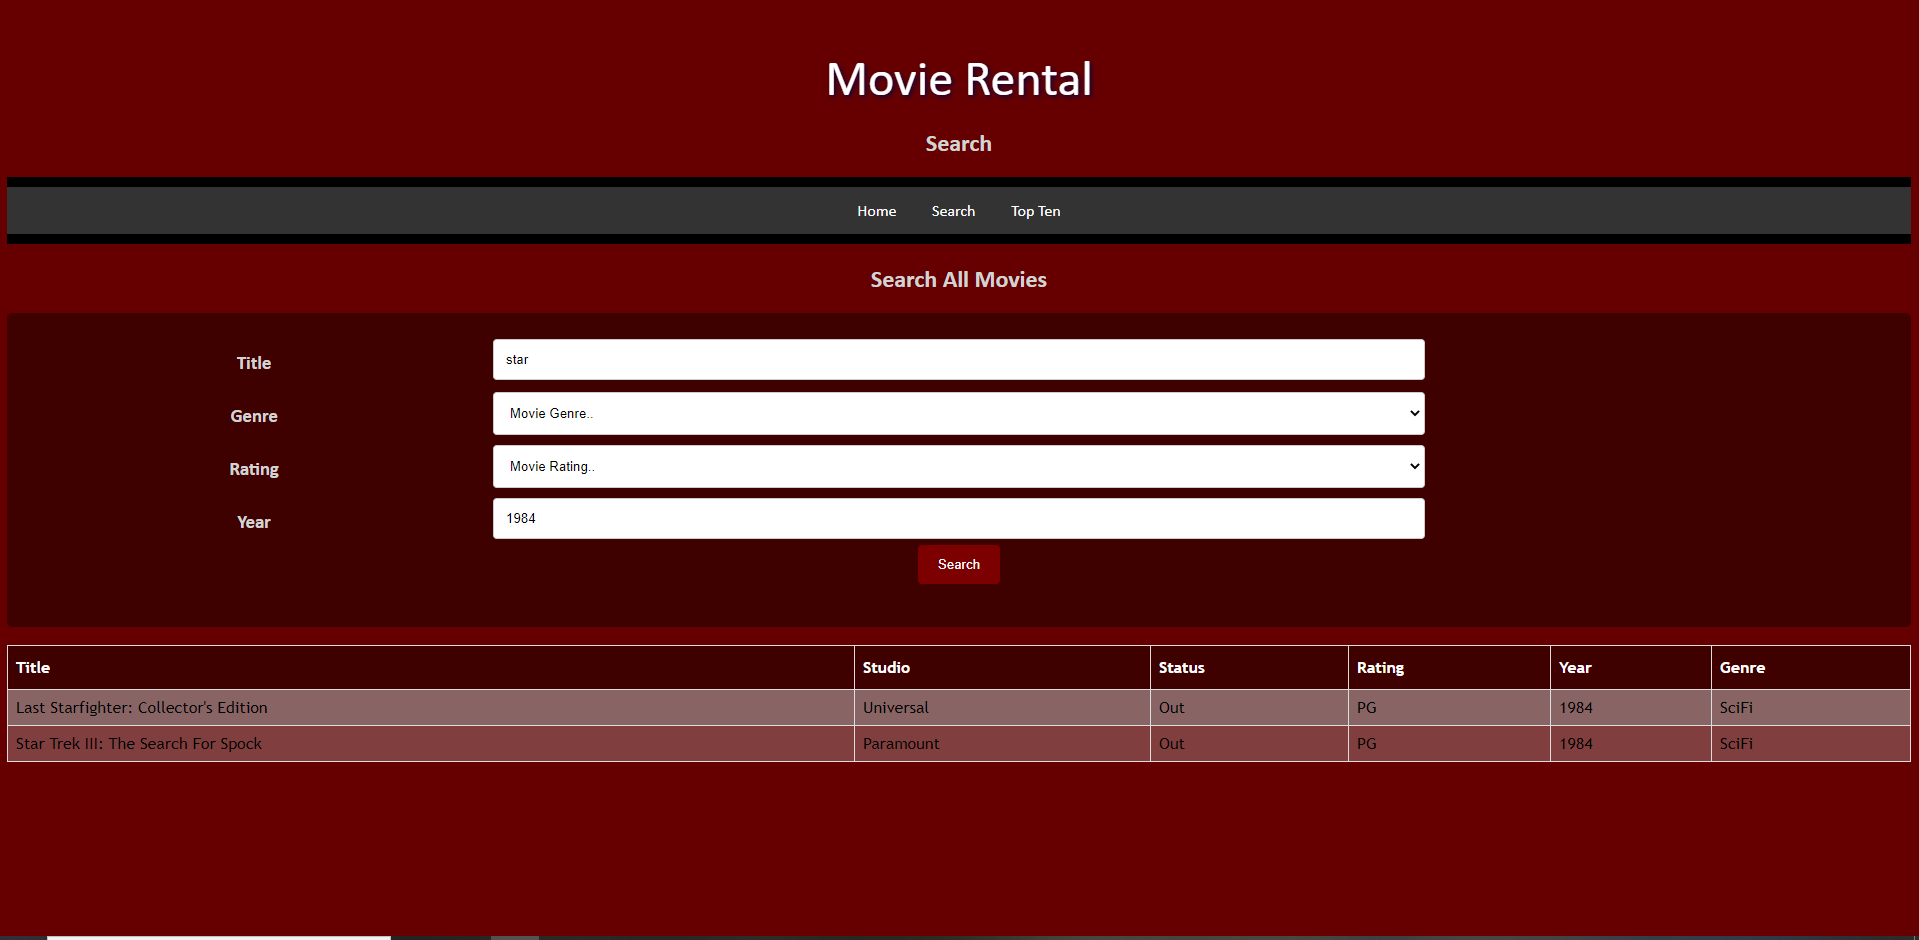 Movie Rental
Search
Home Search Top Ten
Search All Movies
Title star
Genre Movie Genre..
Rating Movie Rating..
Year 1984
Search
Title Studio Status Rating Year Genre
Last Starfighter: Collector's Edition Universal Out PG 1984 SciFi
Star Trek III: The Search For Spock Paramount Out PG 1984 SciFi